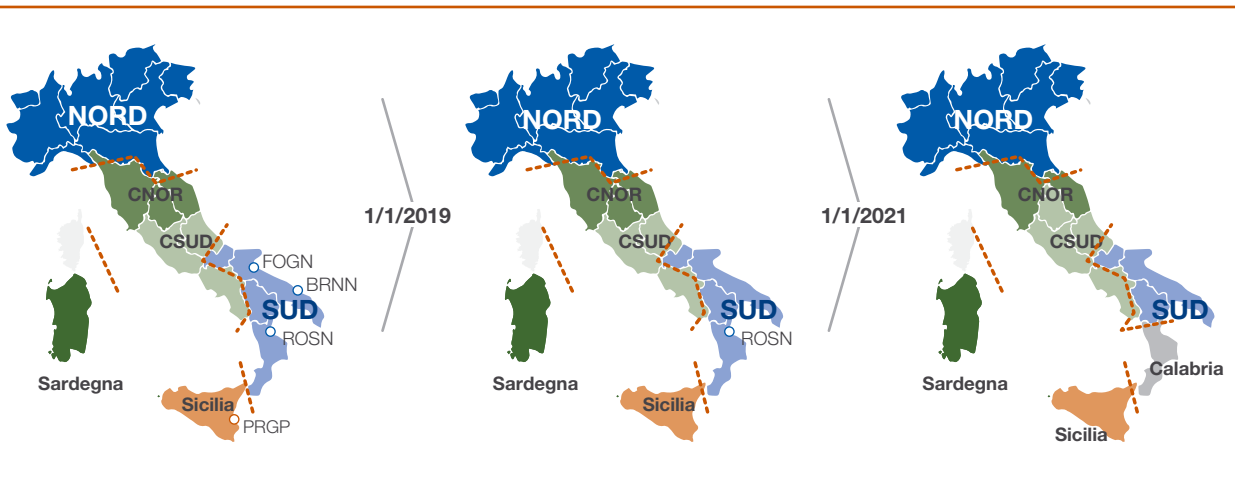 NORD
CNOR
CSUD
FOGN
BRNN
SUD
ROSN
Sardegna
Sicilia
PRGP
1/1/2019
NORD
CNOR
CSUD
SUD
ROSN
Sardegna
Sicilia
1/1/2021
NORD
CNOR
CSUD
SUD
Calabria
Sardegna
Sicilia